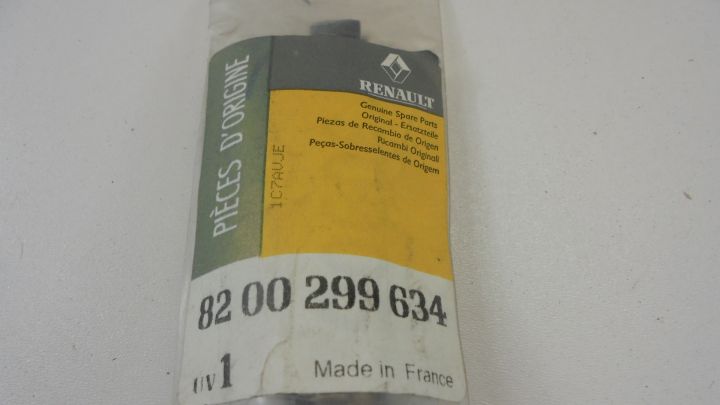 PIÈCES D'ORIGINE
RENAULT
Genuine Spare Parts
Original - Ersatzteile
Piezas de Recambio de Origen
Ricambi Originali
Peças-Sobresselentes de Origem
1C7AVJE
82 00 299 634
UV 1
Made in France